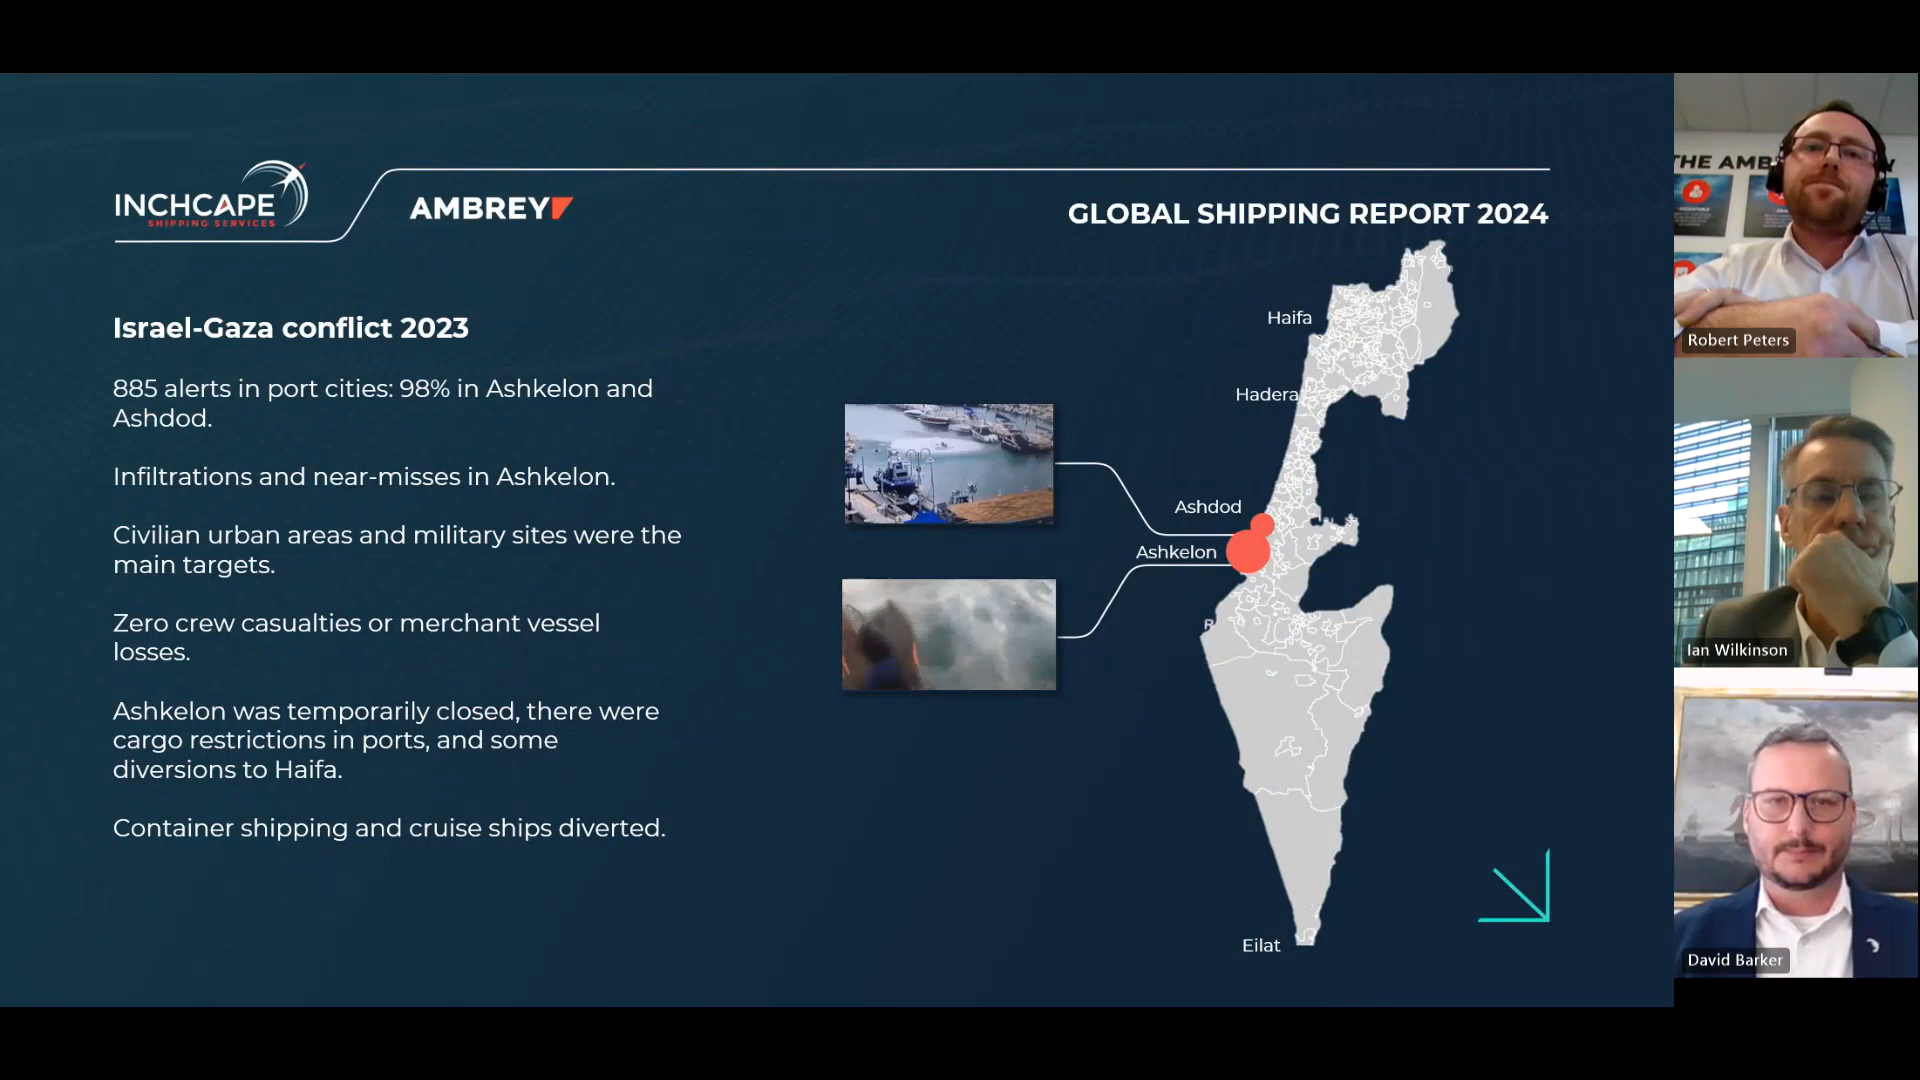 INCHCAPE
SHIPPING SERVICES
AMBREY
GLOBAL SHIPPING REPORT 2024
Israel-Gaza conflict 2023
885 alerts in port cities: 98% in Ashkelon and
Ashdod.
Infiltrations and near-misses in Ashkelon.
Civilian urban areas and military sites were the
main targets.
Zero crew casualties or merchant vessel
losses.
Ashkelon was temporarily closed, there were
cargo restrictions in ports, and some
diversions to Haifa.
Container shipping and cruise ships diverted.
Haifa
Hadera
Ashdod
Ashkelon
R
Eilat
THE AMB
Robert Peters
Ian Wilkinson
David Barker